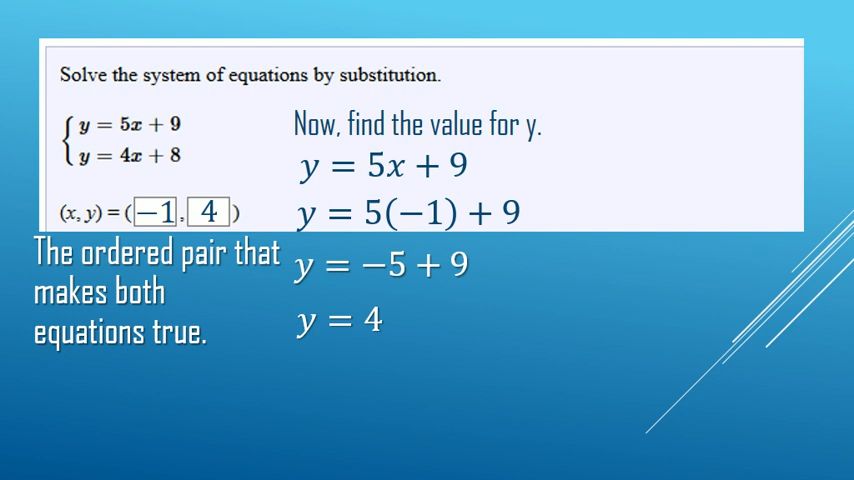 Solve the system of equations by substitution.
{ y = 5x + 9
y = 4x + 8
(x, y) = ( −1 , 4 )
Now, find the value for y.
y = 5x + 9
y = 5(−1) + 9
y = −5 + 9
y = 4
The ordered pair that
makes both
equations true.